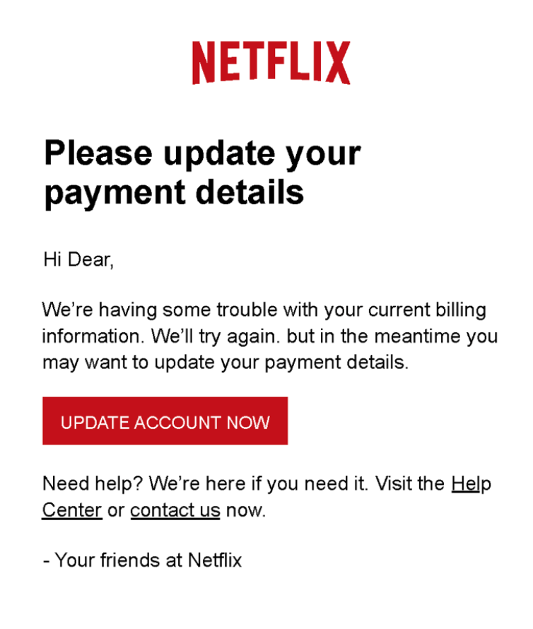 NETFLIX
Please update your
payment details
Hi Dear,
We’re having some trouble with your current billing
information. We’ll try again. but in the meantime you
may want to update your payment details.
UPDATE ACCOUNT NOW
Need help? We’re here if you need it. Visit the Help
Center or contact us now.
- Your friends at Netflix